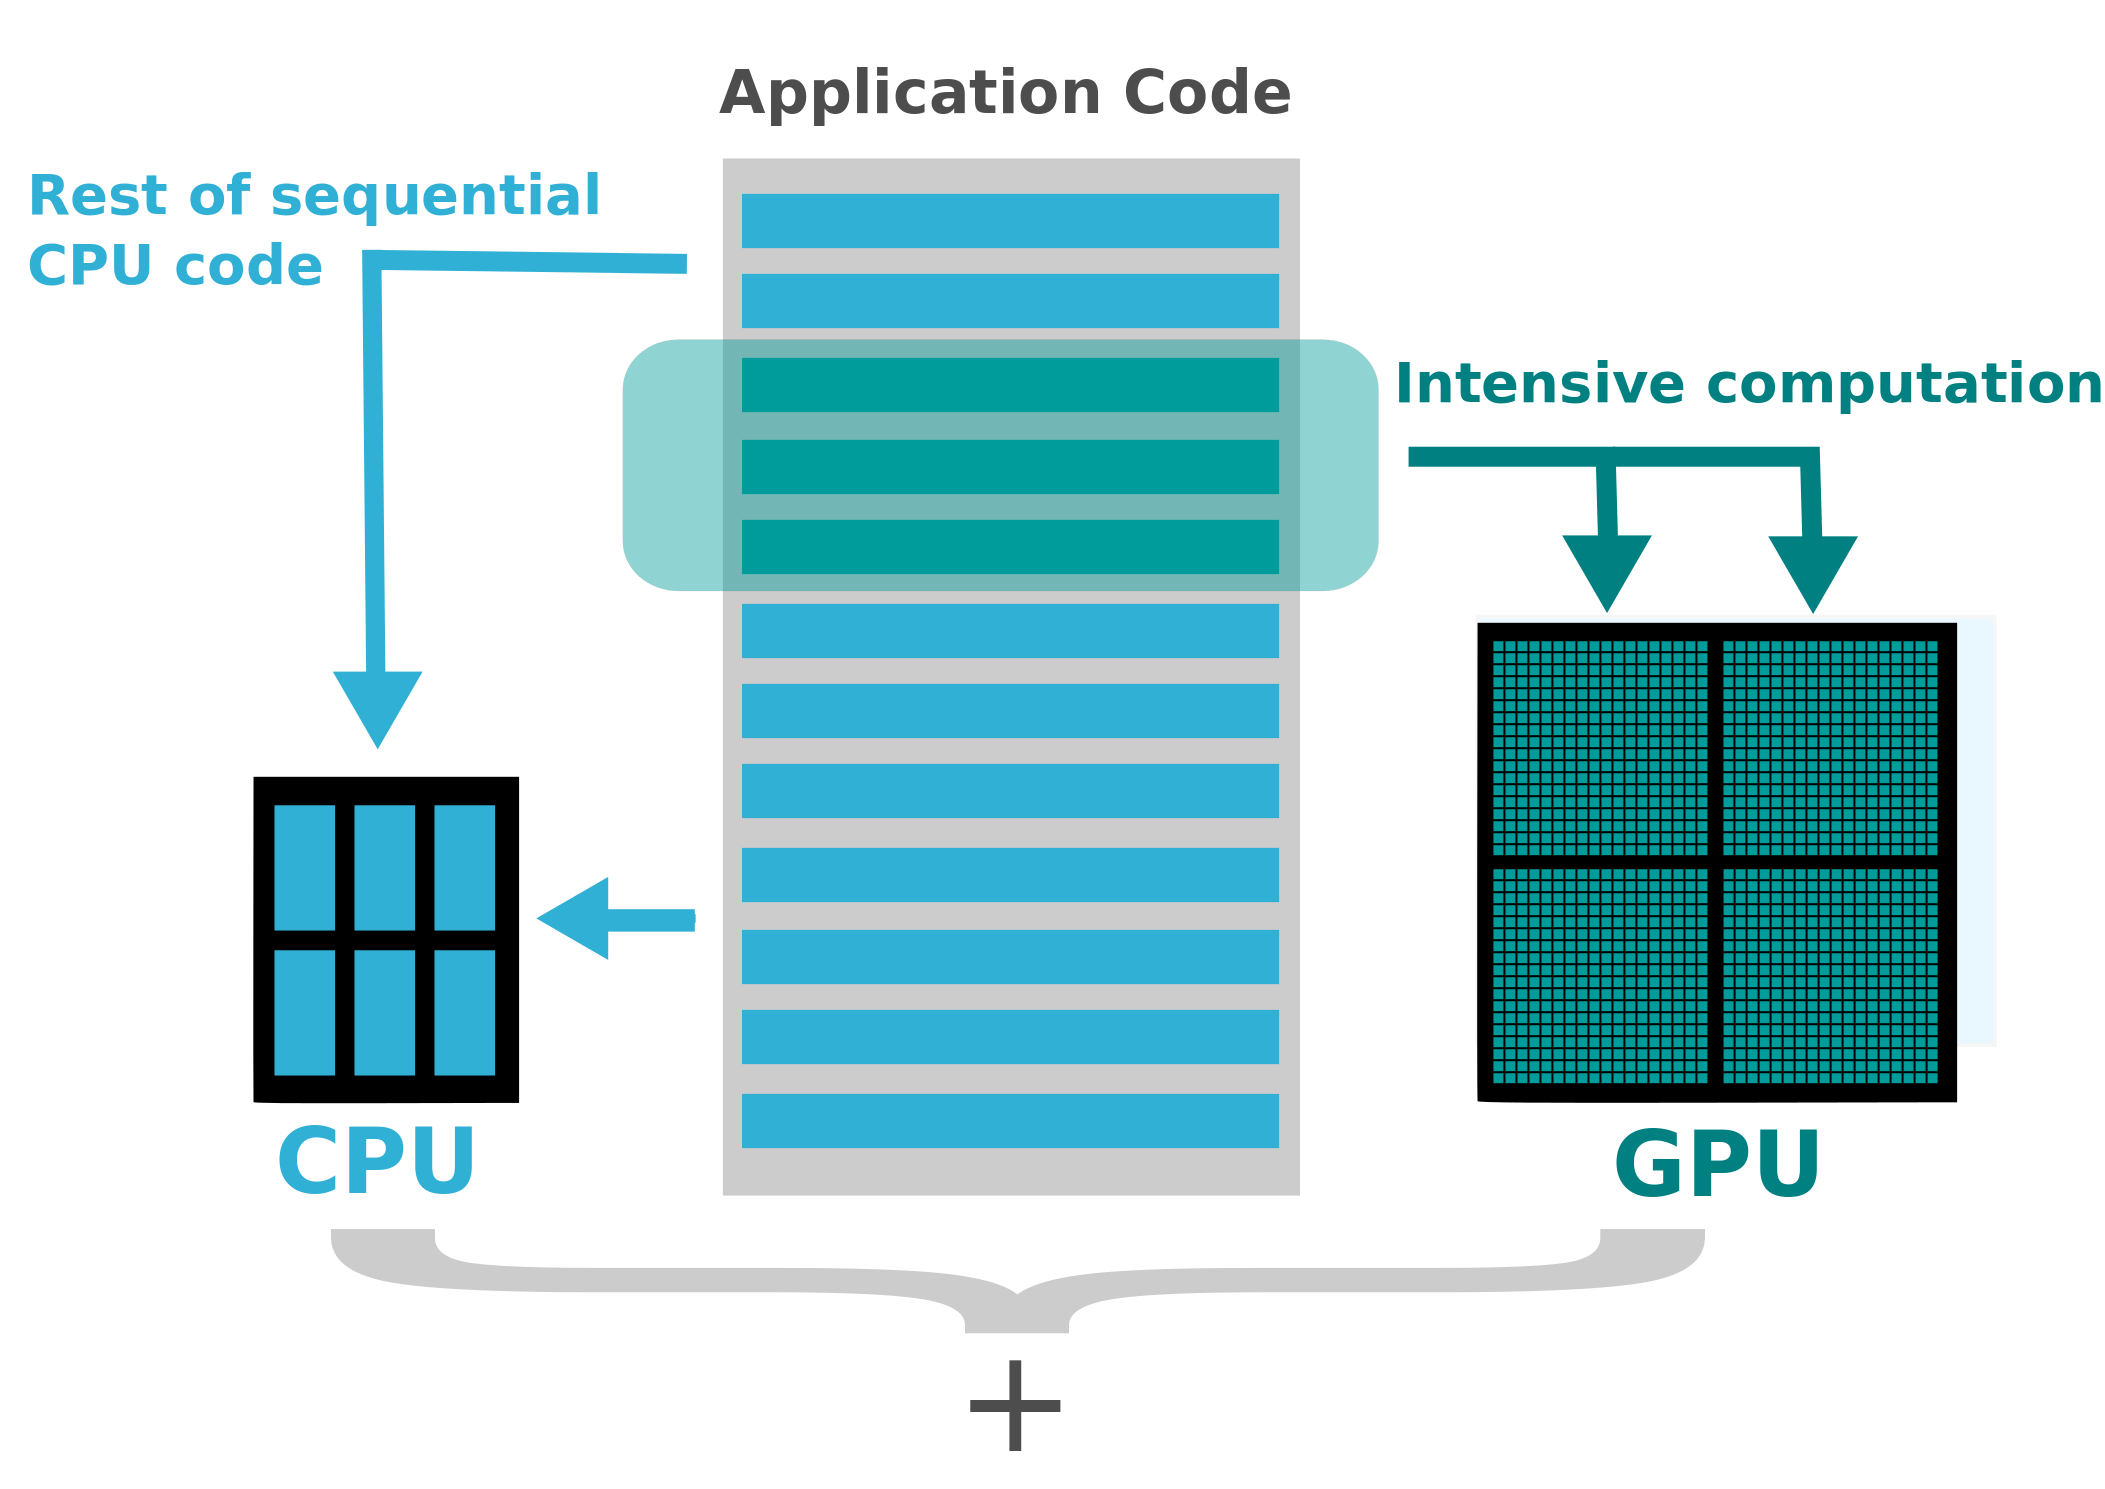 Application Code
Rest of sequential
CPU code
Intensive computation
CPU
GPU
+